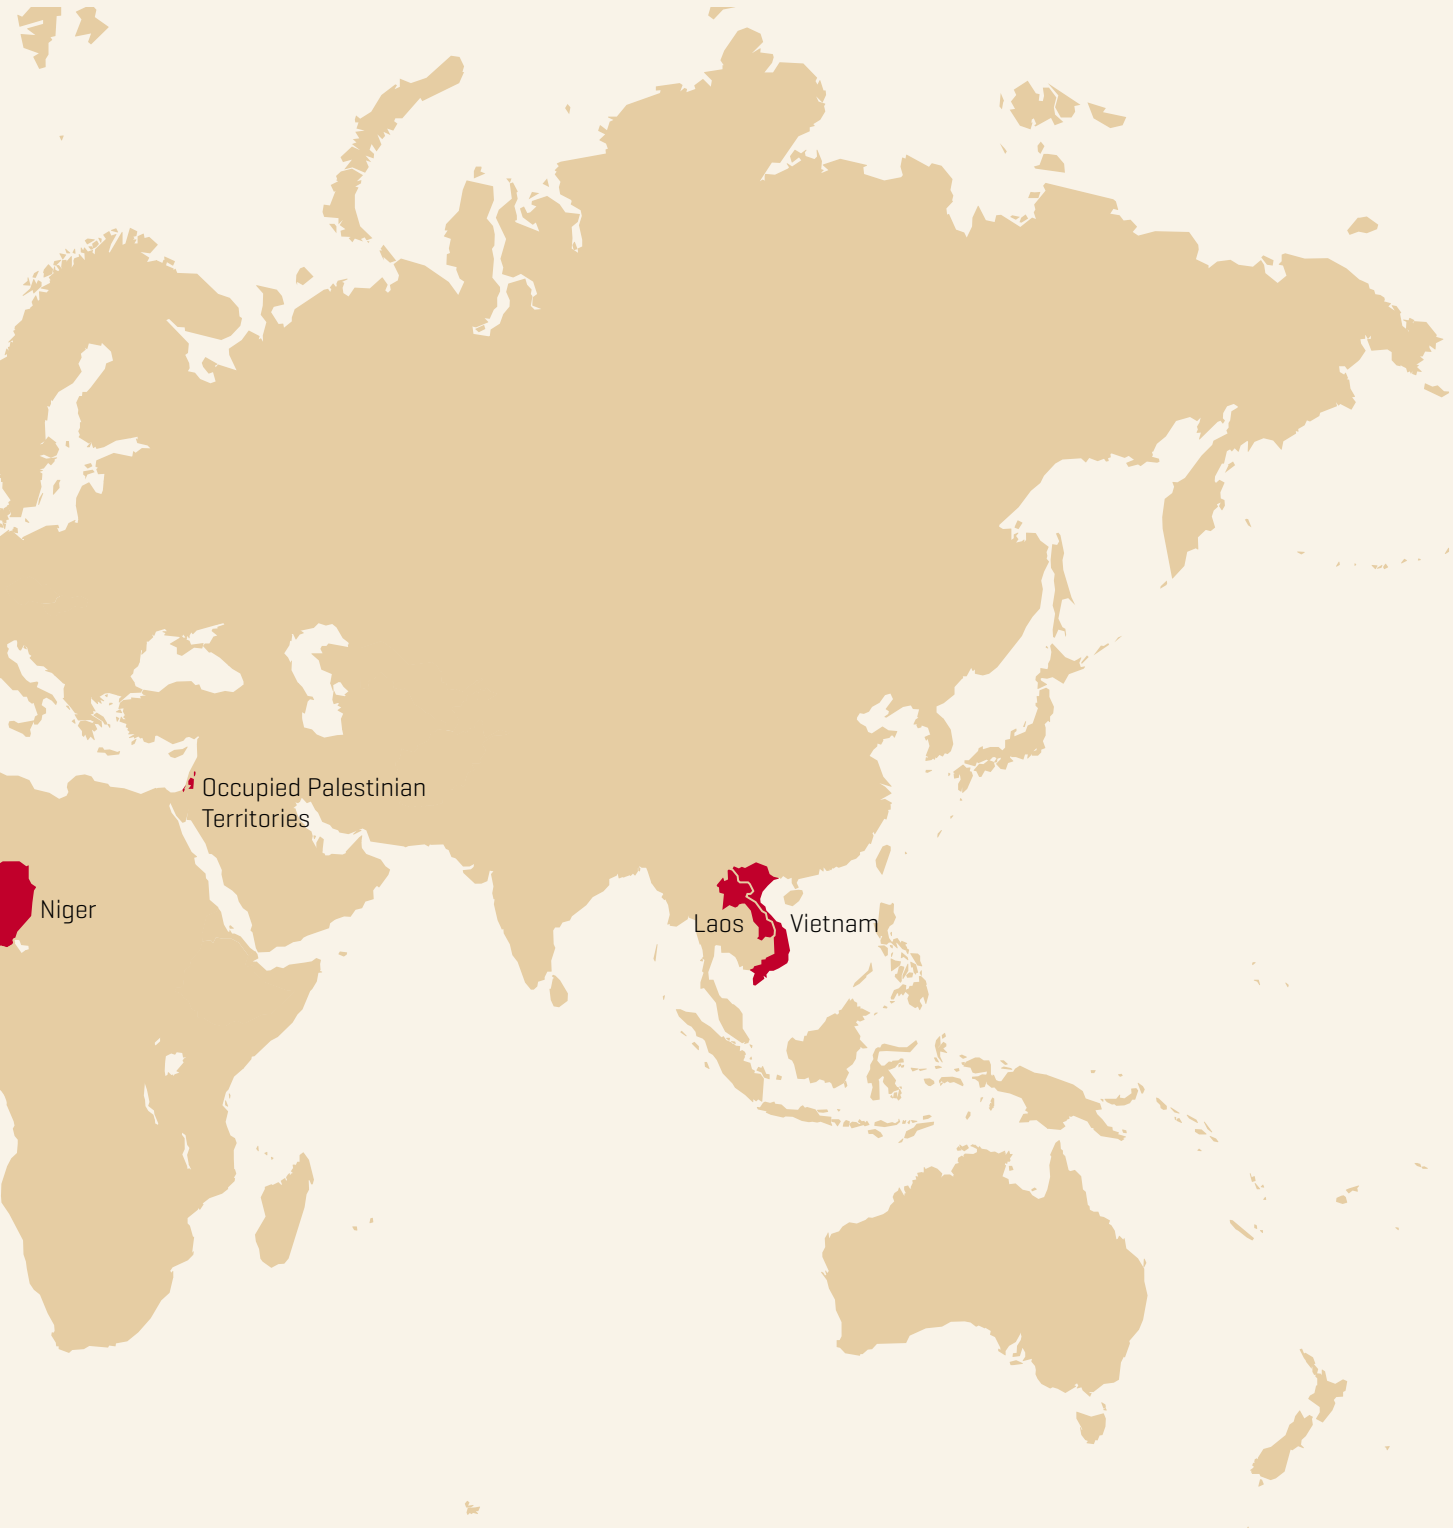 Occupied Palestinian
Territories
Niger
Laos
Vietnam